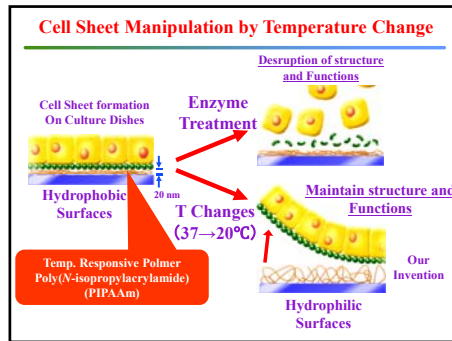 Cell Sheet Manipulation by Temperature Change
Desruption of structure
and Functions
Cell Sheet formation
On Culture Dishes
Enzyme
Treatment
20 nm
Hydrophobic
Surfaces
Maintain structure and
Functions
T Changes
(37→20℃)
Temp. Responsive Polmer
Poly(N-isopropylacrylamide)
(PIPAAm)
Our
Invention
Hydrophilic
Surfaces